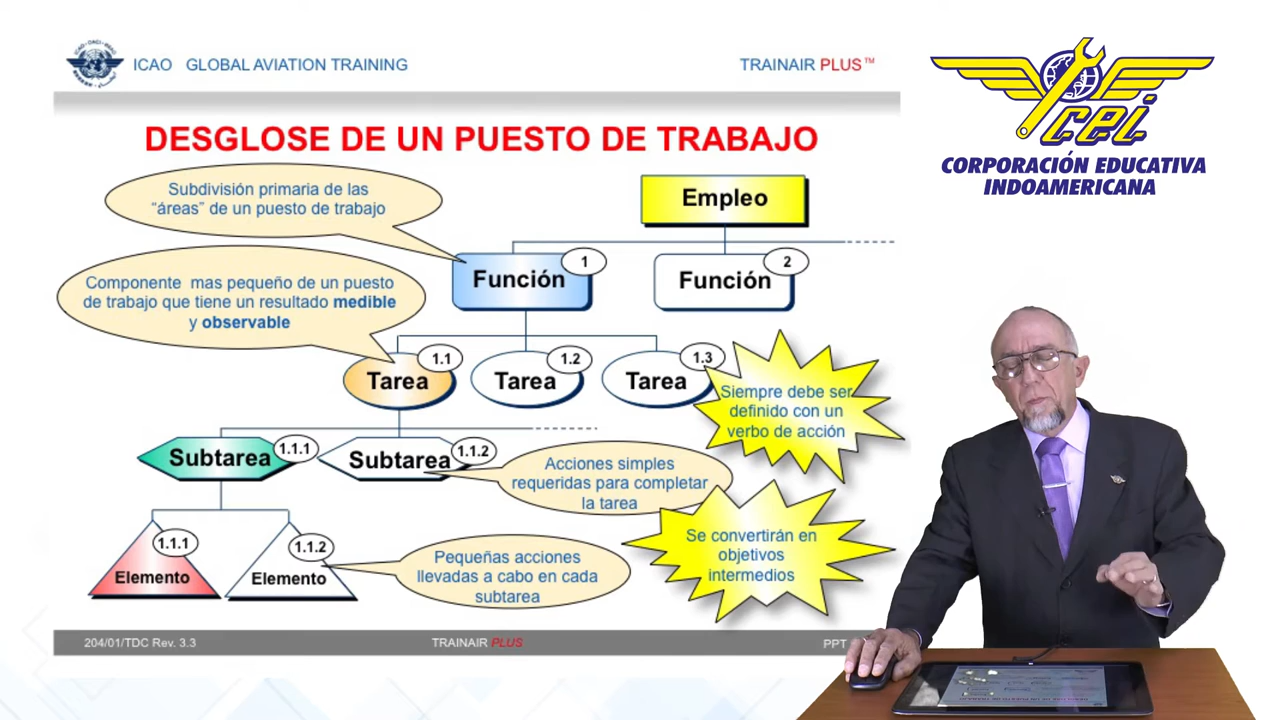 ICAO GLOBAL AVIATION TRAINING
TRAINAIR PLUS™
cei
CORPORACIÓN EDUCATIVA
INDOAMERICANA
DESGLOSE DE UN PUESTO DE TRABAJO
Subdivisión primaria de las
“áreas” de un puesto de trabajo
Empleo
Función
1
Función
2
Componente mas pequeño de un puesto
de trabajo que tiene un resultado medible
y observable
Tarea
1.1
Tarea
1.2
Tarea
1.3
Siempre debe ser
definido con un
verbo de acción
Subtarea
1.1.1
Subtarea
1.1.2
Acciones simples
requeridas para completar
la tarea
Se convertirán en
objetivos
intermedios
1.1.1
Elemento
1.1.2
Elemento
Pequeñas acciones
llevadas a cabo en cada
subtarea
204/01/TDC Rev. 3.3
TRAINAIR PLUS
PPT